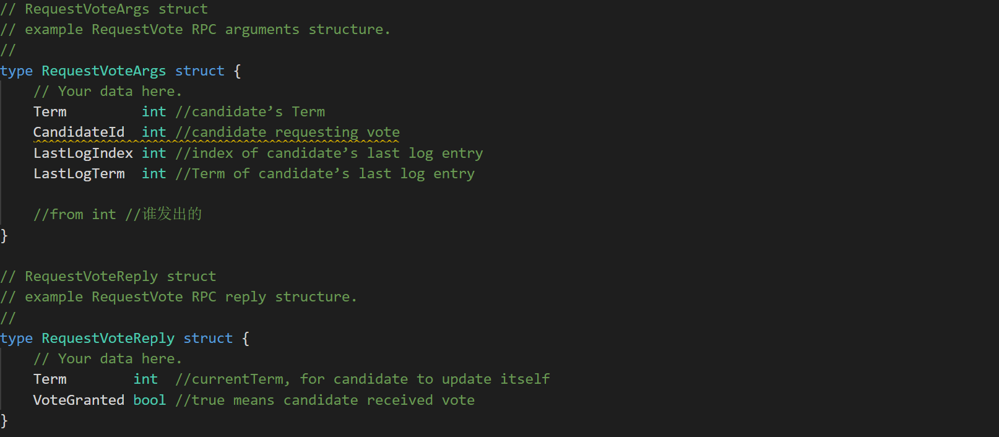 // RequestVoteArgs struct
// example RequestVote RPC arguments structure.
//
type RequestVoteArgs struct {
    // Your data here.
    Term         int //candidate’s Term
    CandidateId  int //candidate requesting vote
    LastLogIndex int //index of candidate’s last log entry
    LastLogTerm  int //Term of candidate’s last log entry

    //from int //谁发出的
}

// RequestVoteReply struct
// example RequestVote RPC reply structure.
//
type RequestVoteReply struct {
    // Your data here.
    Term        int  //currentTerm, for candidate to update itself
    VoteGranted bool //true means candidate received vote
}